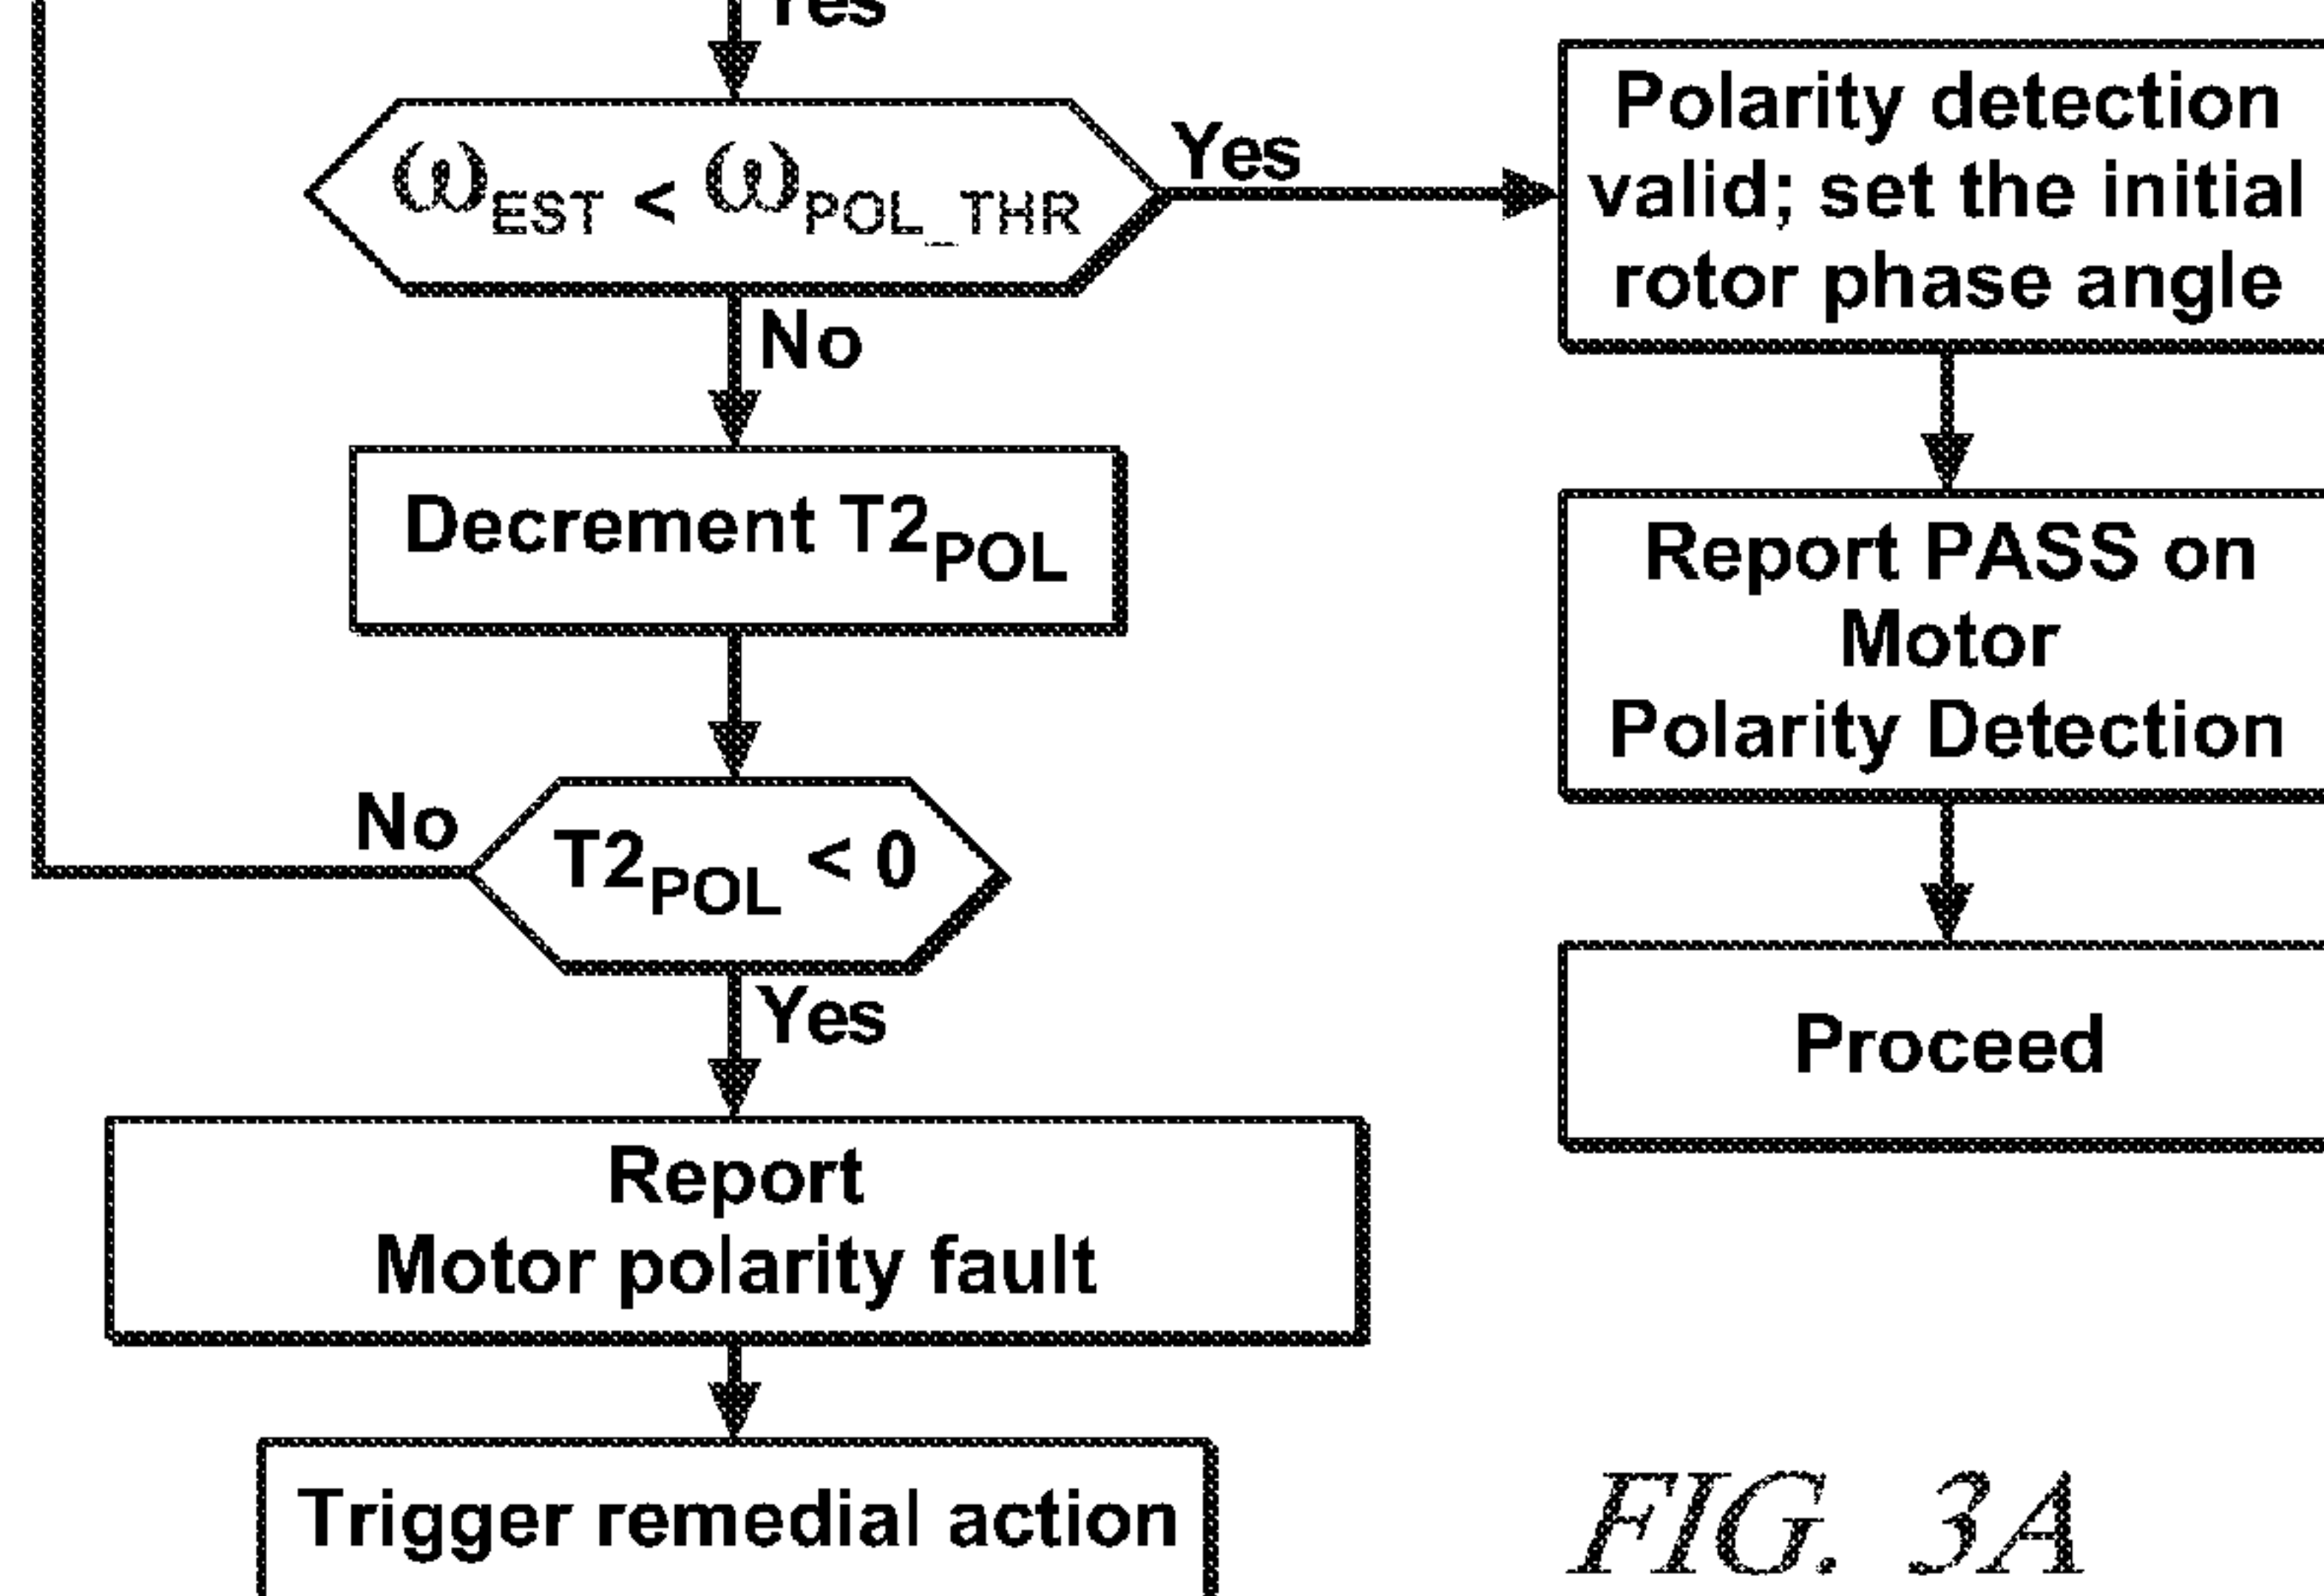 Yes
ωEST < ωPOL_THR
Yes
Polarity detection
valid; set the initial
rotor phase angle
No
Decrement T2POL
Report PASS on
Motor
Polarity Detection
No
T2POL < 0
Yes
Proceed
Report
Motor polarity fault
Trigger remedial action
FIG. 3A